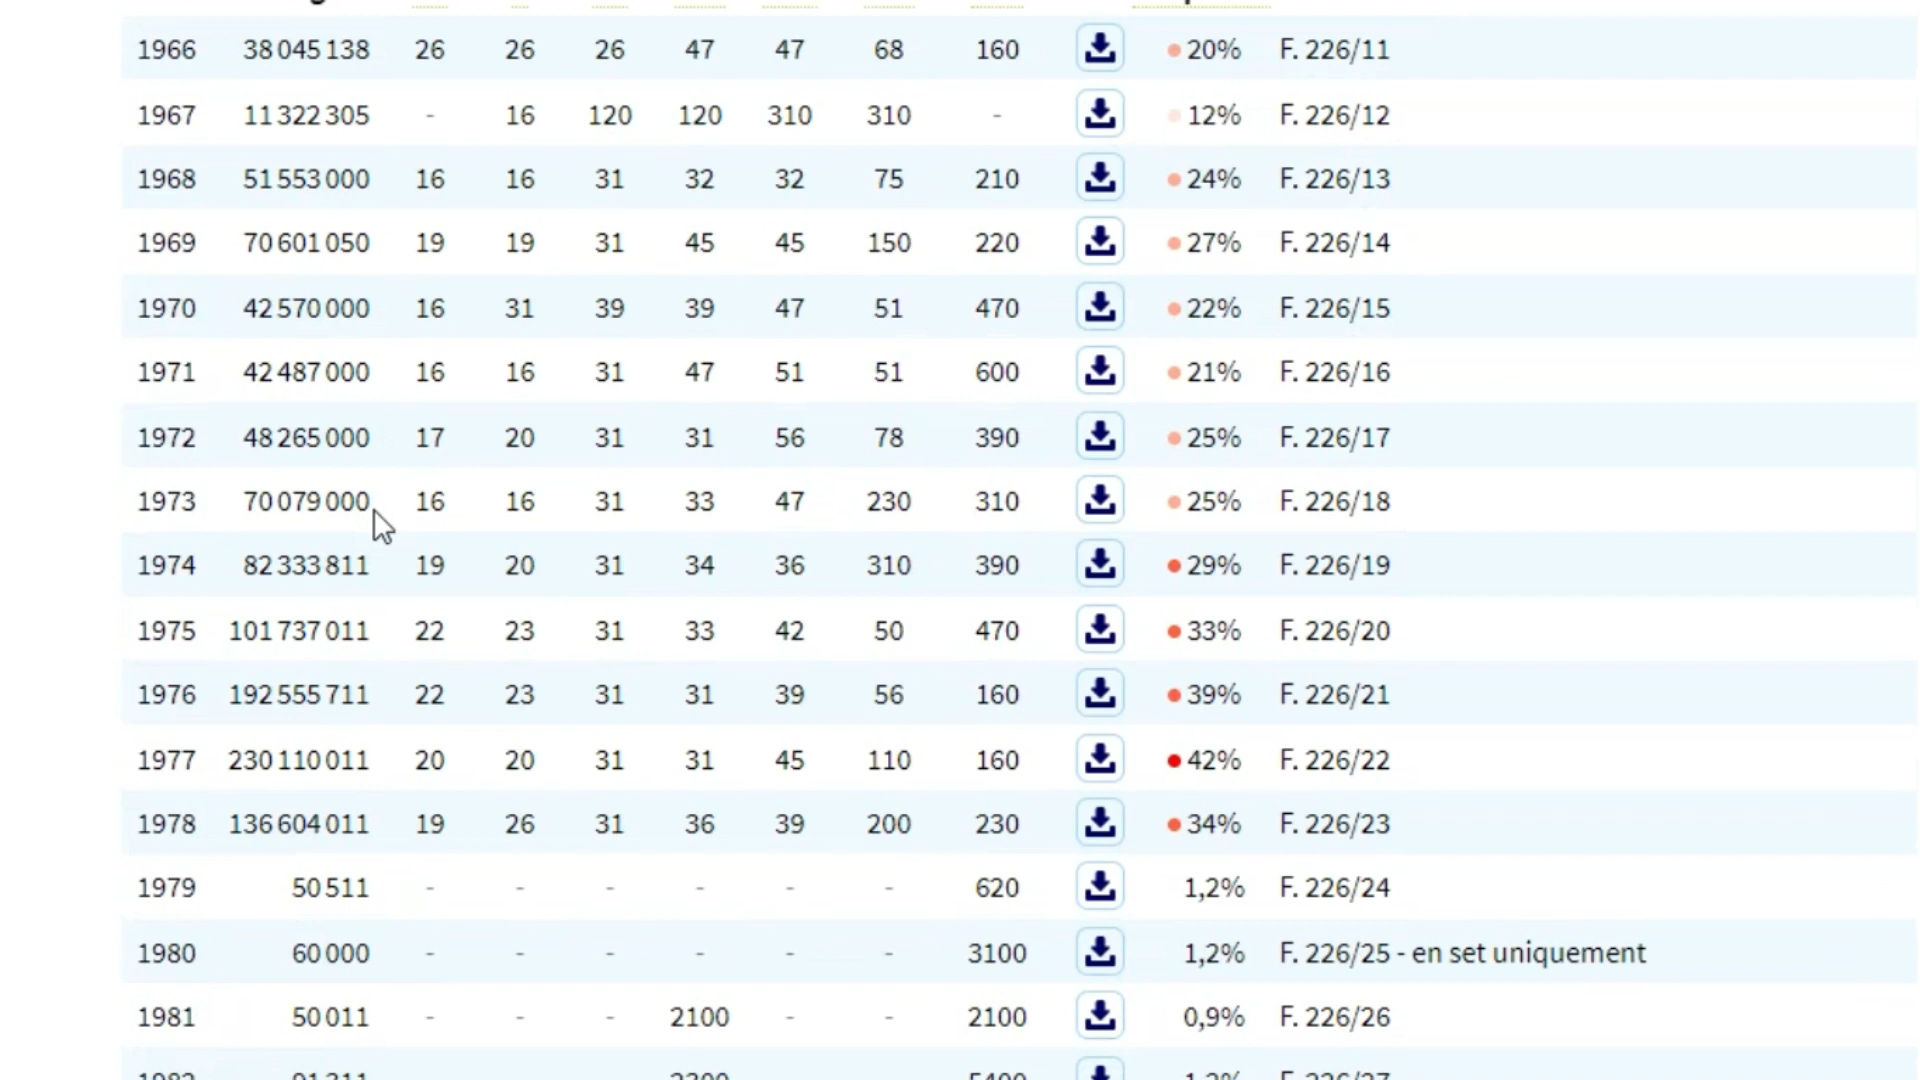 1966 38 045 138 26 26 26 47 47 68 160 20% F. 226/11
1967 11 322 305 - 16 120 120 310 310 - 12% F. 226/12
1968 51 553 000 16 16 31 32 32 75 210 24% F. 226/13
1969 70 601 050 19 19 31 45 45 150 220 27% F. 226/14
1970 42 570 000 16 31 39 39 47 51 470 22% F. 226/15
1971 42 487 000 16 16 31 47 51 51 600 21% F. 226/16
1972 48 265 000 17 20 31 31 56 78 390 25% F. 226/17
1973 70 079 000 16 16 31 33 47 230 310 25% F. 226/18
1974 82 333 811 19 20 31 34 36 310 390 29% F. 226/19
1975 101 737 011 22 23 31 33 42 50 470 33% F. 226/20
1976 192 555 711 22 23 31 31 39 56 160 39% F. 226/21
1977 230 110 011 20 20 31 31 45 110 160 42% F. 226/22
1978 136 604 011 19 26 31 36 39 200 230 34% F. 226/23
1979 50 511 - - - - - - 620 1,2% F. 226/24
1980 60 000 - - - - - - 3100 1,2% F. 226/25 - en set uniquement
1981 50 011 - - - 2100 - - 2100 0,9% F. 226/26